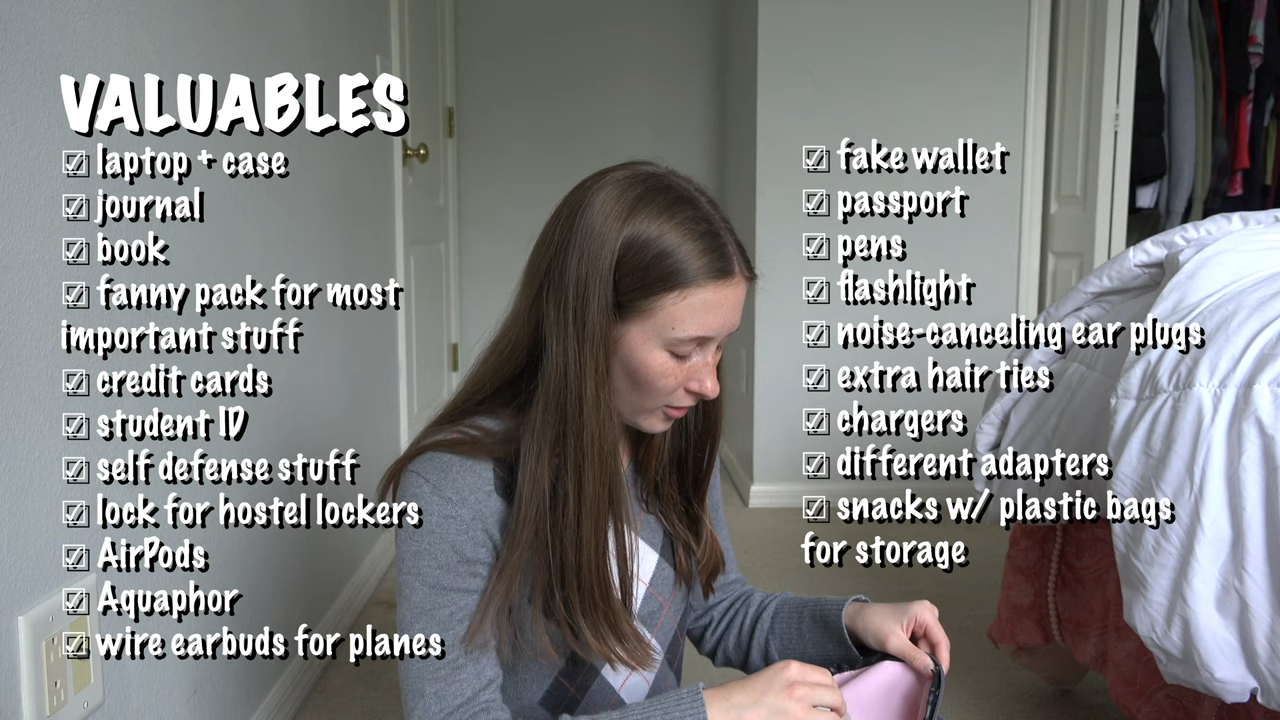 VALUABLES
☑ laptop + case
☑ journal
☑ book
☑ fanny pack for most
important stuff
☑ credit cards
☑ student ID
☑ self defense stuff
☑ lock for hostel lockers
☑ AirPods
☑ Aquaphor
☑ wire earbuds for planes
☑ fake wallet
☑ passport
☑ pens
☑ flashlight
☑ noise-canceling ear plugs
☑ extra hair ties
☑ chargers
☑ different adapters
☑ snacks w/ plastic bags
for storage